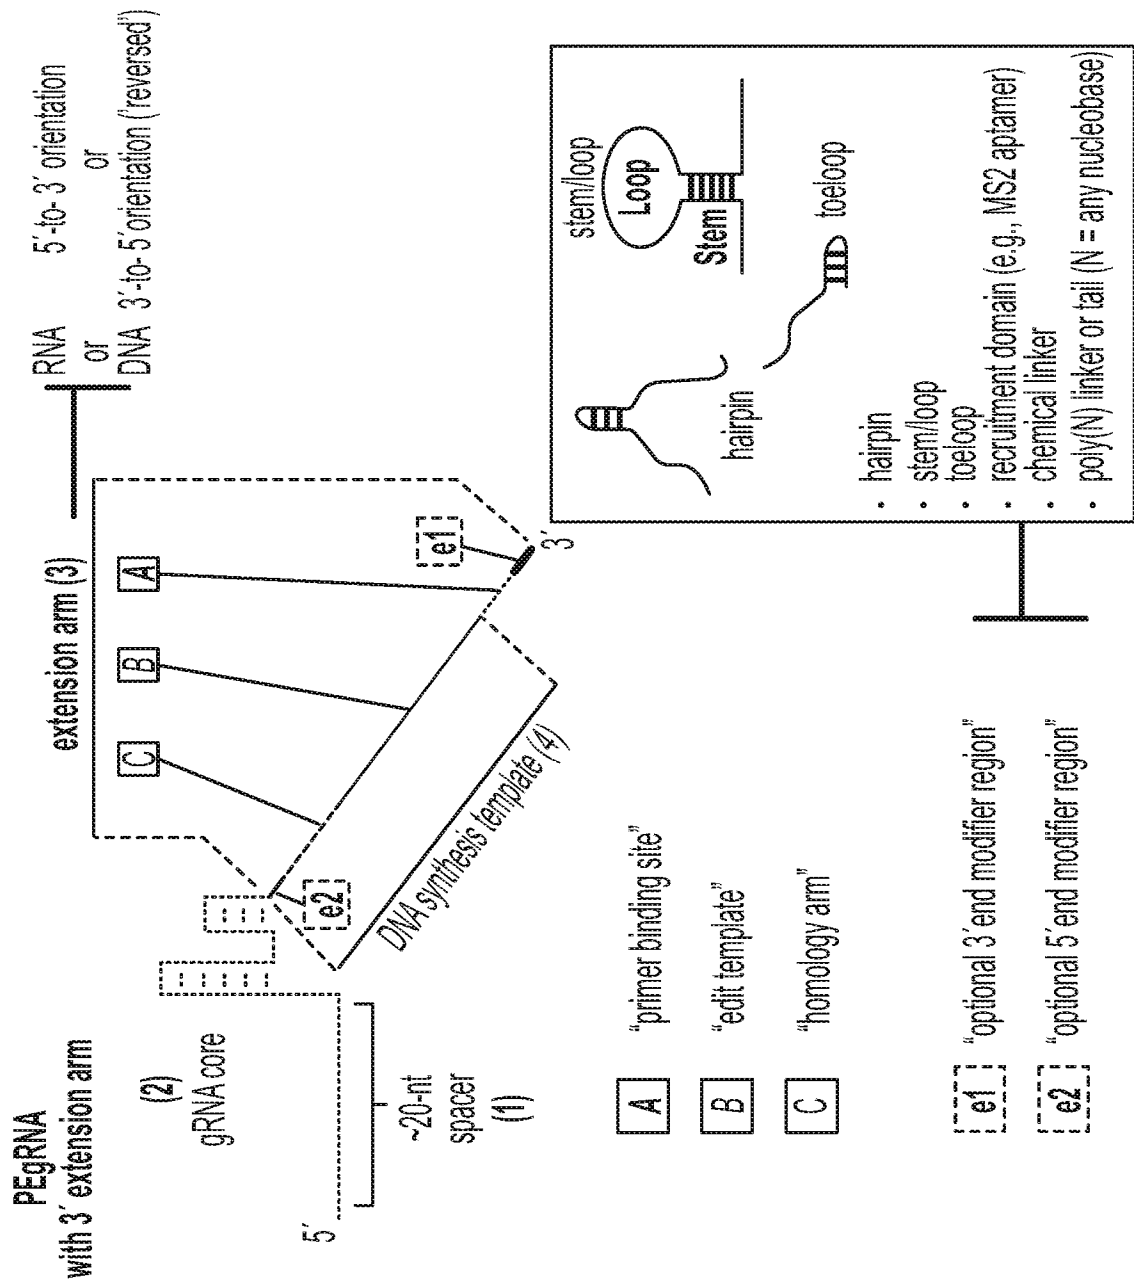 PEgRNA
with 3´ extension arm
(2)
gRNA core
5´
~20-nt
spacer
(1)
extension arm (3)
C
B
A
e2
e1
3´
DNA synthesis template (4)
RNA 5´-to- 3´ orientation
or or
DNA 3´-to- 5´orientation (‘reversed’)
A “primer binding site”
B “edit template”
C “homology arm”
e1 “optional 3´end modifier region”
e2 “optional 5´end modifier region”
stem/loop
Loop
Stem
hairpin
toeloop
· hairpin
· stem/loop
· toeloop
· recruitment domain (e.g., MS2 aptamer)
· chemical linker
· poly(N) linker or tail (N = any nucleobase)